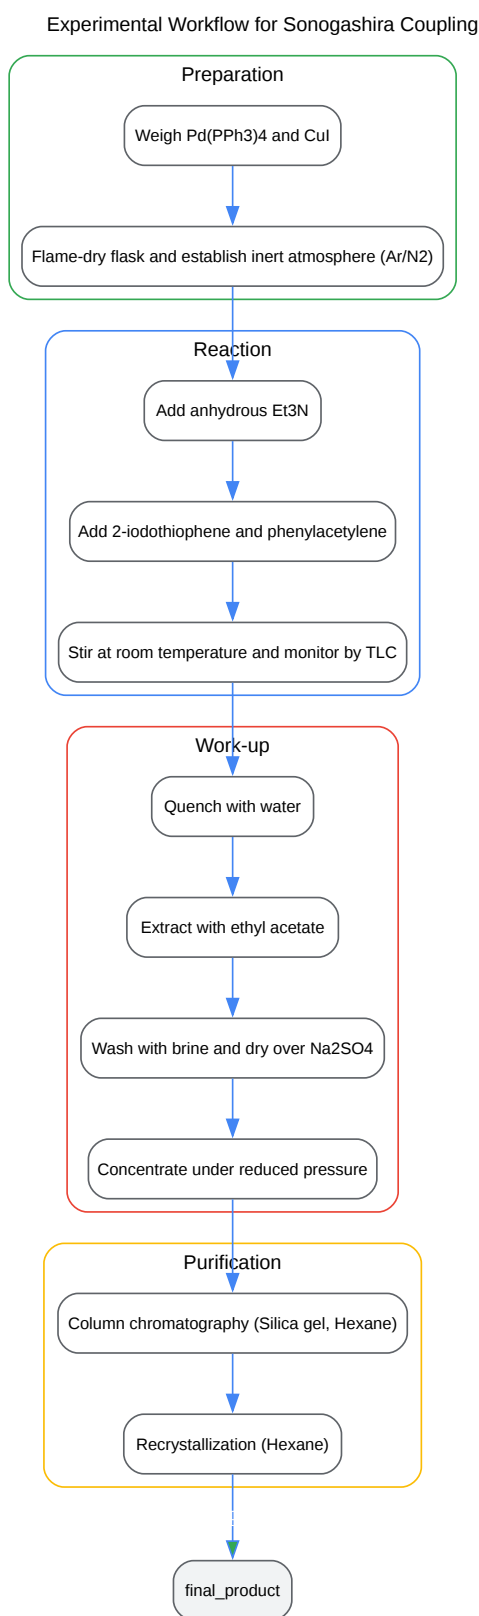 Experimental Workflow for Sonogashira Coupling
Preparation
Weigh Pd(PPh3)4 and CuI
Flame-dry flask and establish inert atmosphere (Ar/N2)
Reaction
Add anhydrous Et3N
Add 2-iodothiophene and phenylacetylene
Stir at room temperature and monitor by TLC
Work-up
Quench with water
Extract with ethyl acetate
Wash with brine and dry over Na2SO4
Concentrate under reduced pressure
Purification
Column chromatography (Silica gel, Hexane)
Recrystallization (Hexane)
final_product